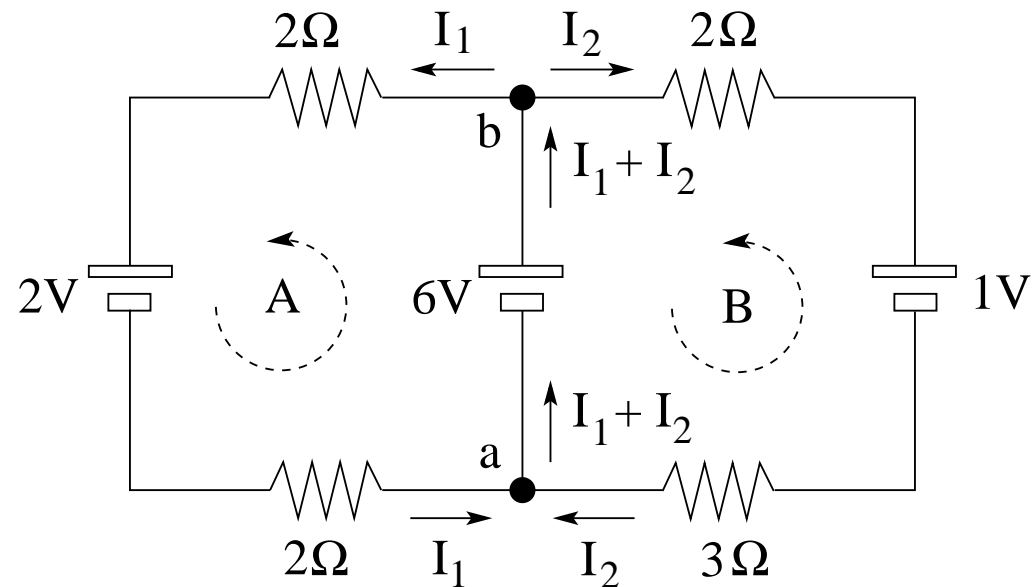 2Ω I₁ I₂ 2Ω
b
I₁ + I₂
2V A 6V B 1V
I₁ + I₂
a
2Ω I₁ I₂ 3Ω